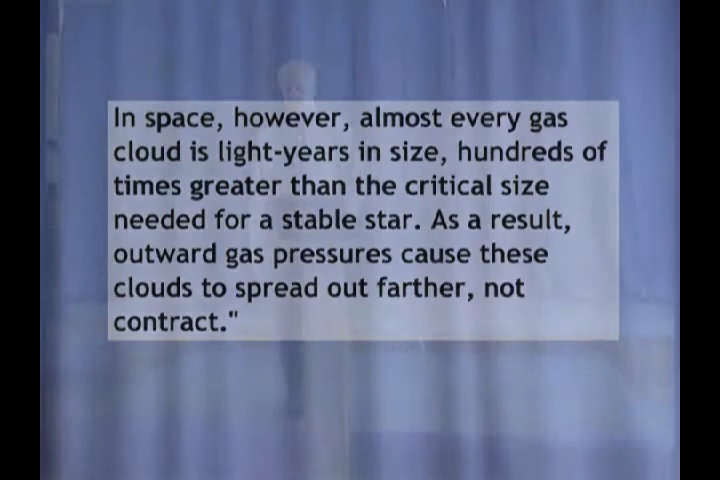 In space, however, almost every gas
cloud is light-years in size, hundreds of
times greater than the critical size
needed for a stable star. As a result,
outward gas pressures cause these
clouds to spread out farther, not
contract."